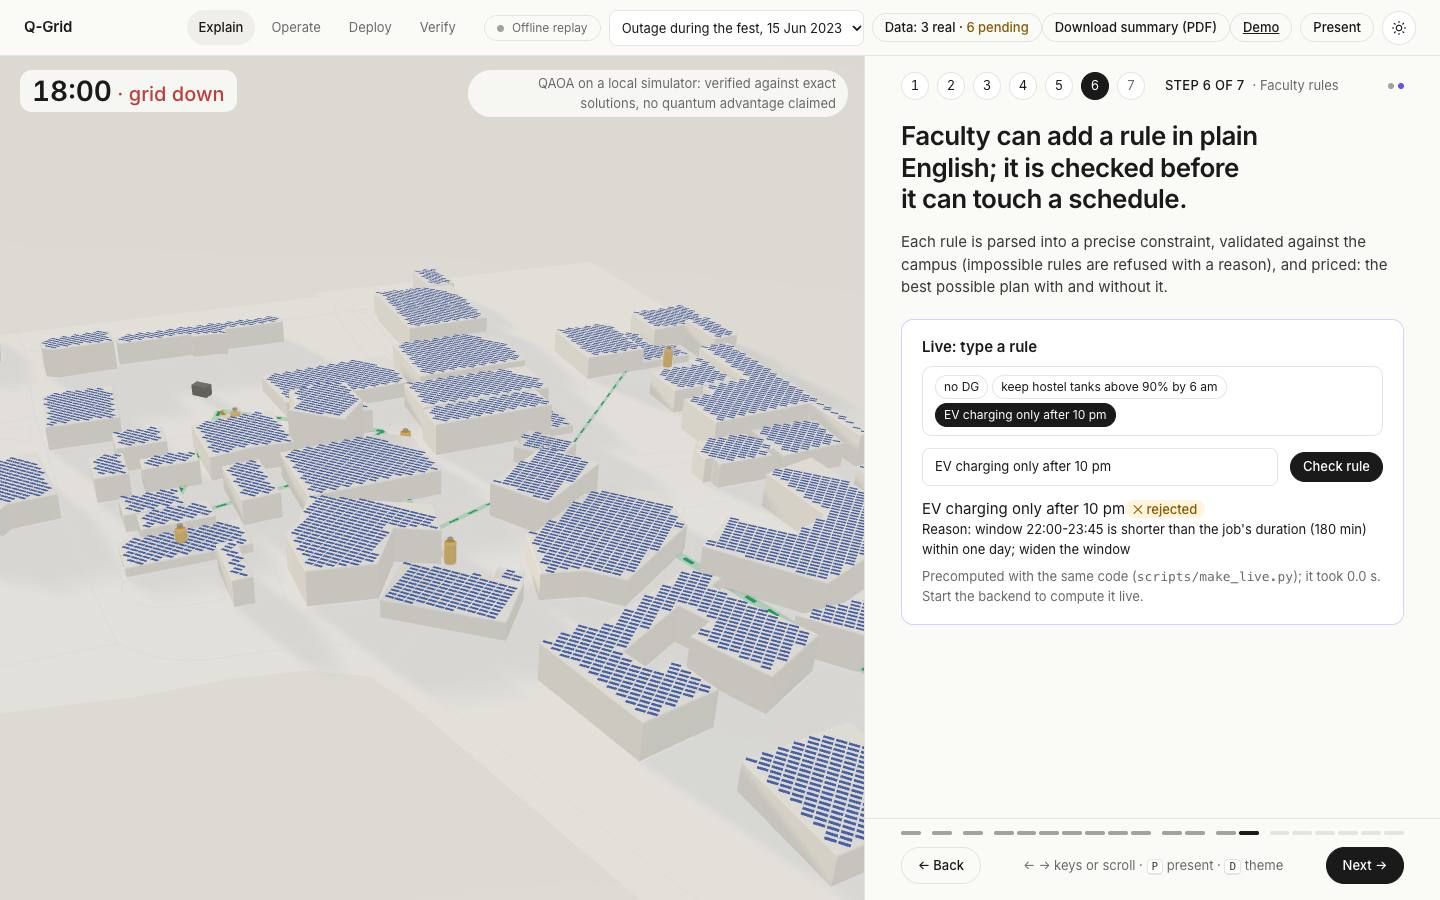 Q-Grid
Explain
Operate
Deploy
Verify
Offline replay
Outage during the fest, 15 Jun 2023
Data: 3 real · 6 pending
Download summary (PDF)
Demo
Present
18:00 · grid down
QAOA on a local simulator: verified against exact
solutions, no quantum advantage claimed
1 2 3 4 5 6 7 STEP 6 OF 7 · Faculty rules
Faculty can add a rule in plain
English; it is checked before
it can touch a schedule.
Each rule is parsed into a precise constraint, validated against the
campus (impossible rules are refused with a reason), and priced: the
best possible plan with and without it.
Live: type a rule
no DG
keep hostel tanks above 90% by 6 am
EV charging only after 10 pm
EV charging only after 10 pm
Check rule
EV charging only after 10 pm × rejected
Reason: window 22:00-23:45 is shorter than the job's duration (180 min)
within one day; widen the window
Precomputed with the same code (scripts/make_live.py); it took 0.0 s.
Start the backend to compute it live.
← Back
← → keys or scroll · P present · D theme
Next →